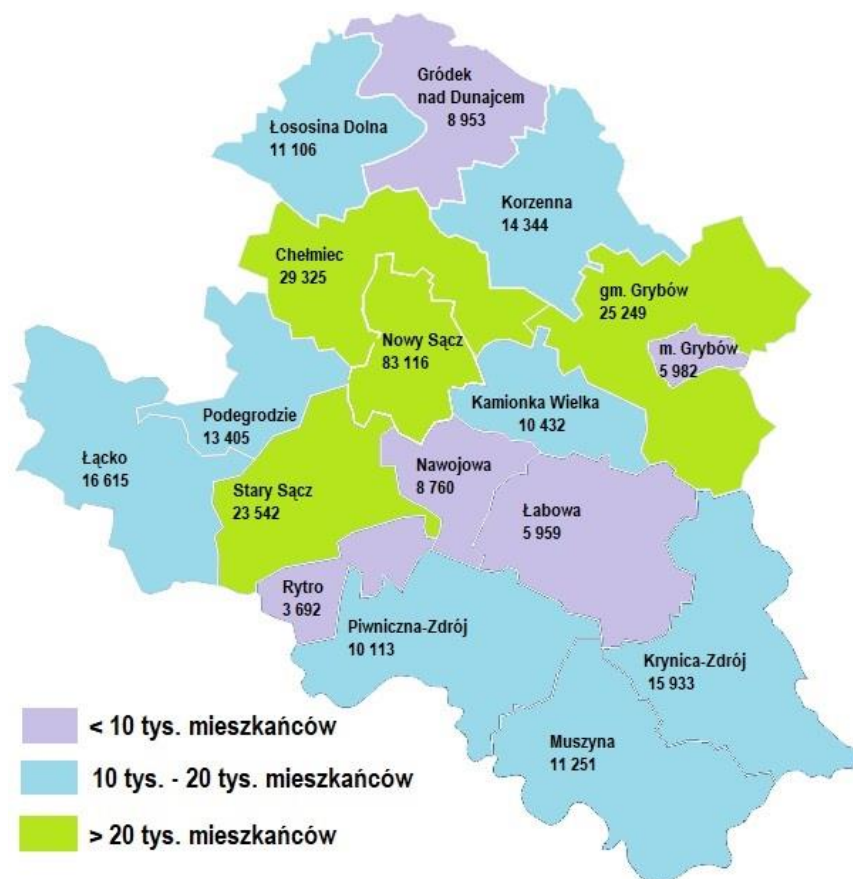 Gródek
nad Dunajcem
8 953
Łososina Dolna
11 106
Korzenna
14 344
Chełmiec
29 325
gm. Grybów
25 249
Nowy Sącz
83 116
m. Grybów
5 982
Podegrodzie
13 405
Kamionka Wielka
10 432
Łącko
16 615
Nawojowa
8 760
Stary Sącz
23 542
Łabowa
5 959
Rytro
3 692
Piwniczna-Zdrój
10 113
Krynica-Zdrój
15 933
Muszyna
11 251
< 10 tys. mieszkańców
10 tys. - 20 tys. mieszkańców
> 20 tys. mieszkańców